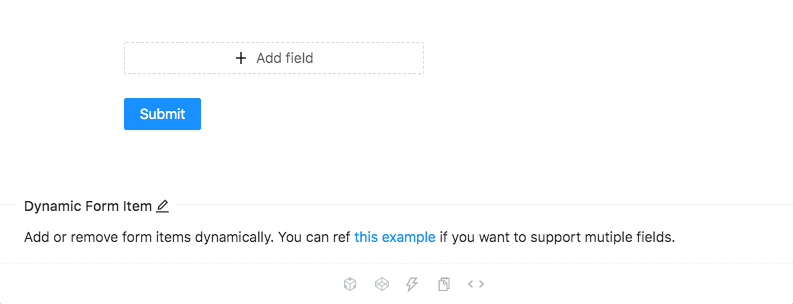 Add field
Submit
Dynamic Form Item
Add or remove form items dynamically. You can ref this example if you want to support mutiple fields.